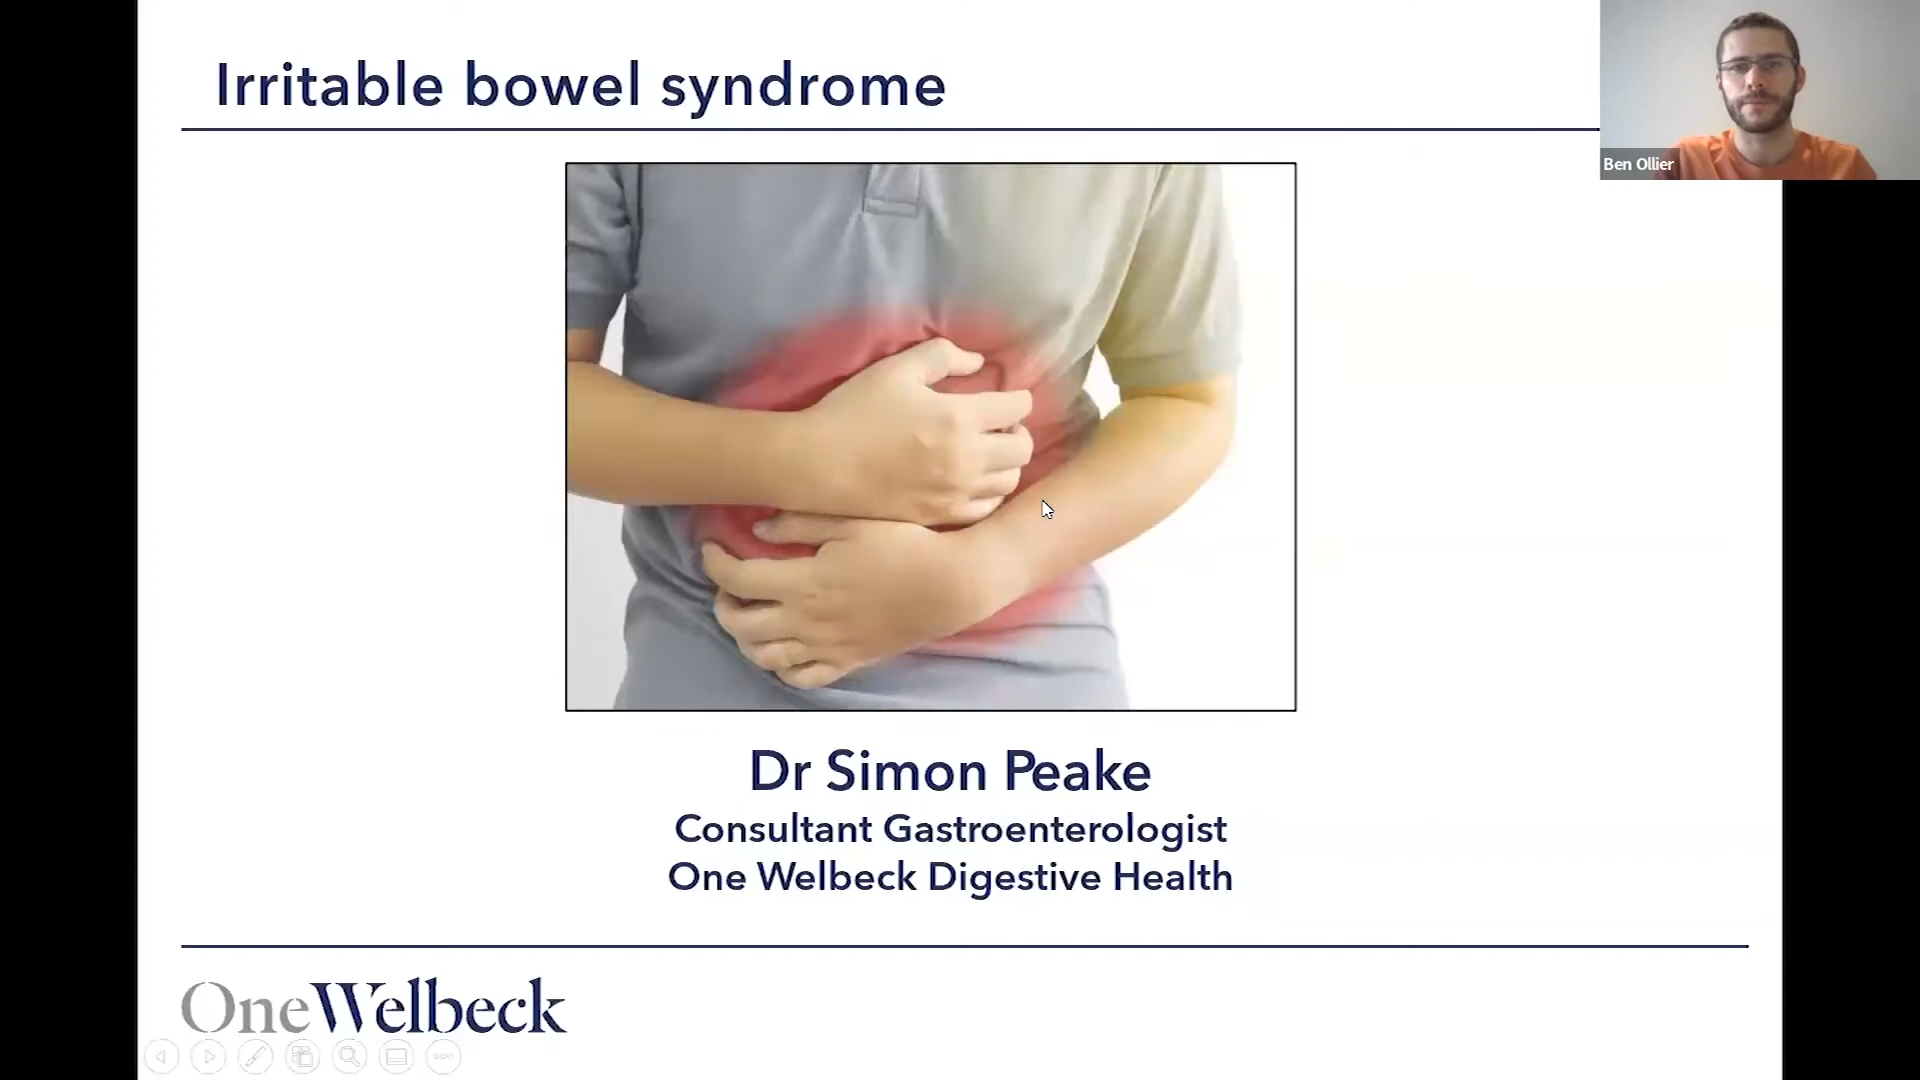 Irritable bowel syndrome
Ben Ollier
Dr Simon Peake
Consultant Gastroenterologist
One Welbeck Digestive Health
OneWelbeck